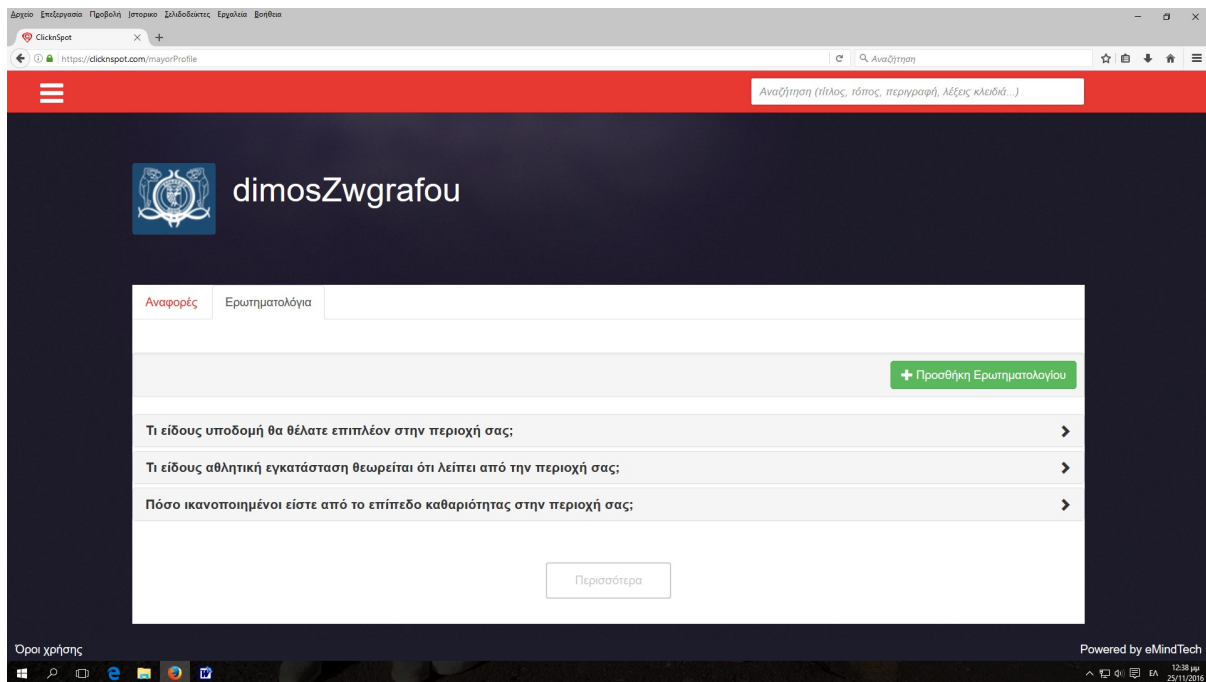 Αρχείο Επεξεργασία Προβολή Ιστορικο Σελιδοδείκτες Εργαλεία Βοήθεια
ClicknSpot
https://clicknspot.com/mayorProfile
Αναζήτηση
Αναζήτηση (τίτλος, τόπος, περιγραφή, λέξεις κλειδιά...)
dimosZwgrafou
Αναφορές Ερωτηματολόγια
Προσθήκη Ερωτηματολογίου
Τι είδους υποδομή θα θέλατε επιπλέον στην περιοχή σας;
Τι είδους αθλητική εγκατάσταση θεωρείται ότι λείπει από την περιοχή σας;
Πόσο ικανοποιημένοι είστε από το επίπεδο καθαριότητας στην περιοχή σας;
Περισσότερα
Όροι χρήσης Powered by eMindTech
ΕΛ 12:38 μμ
25/11/2016